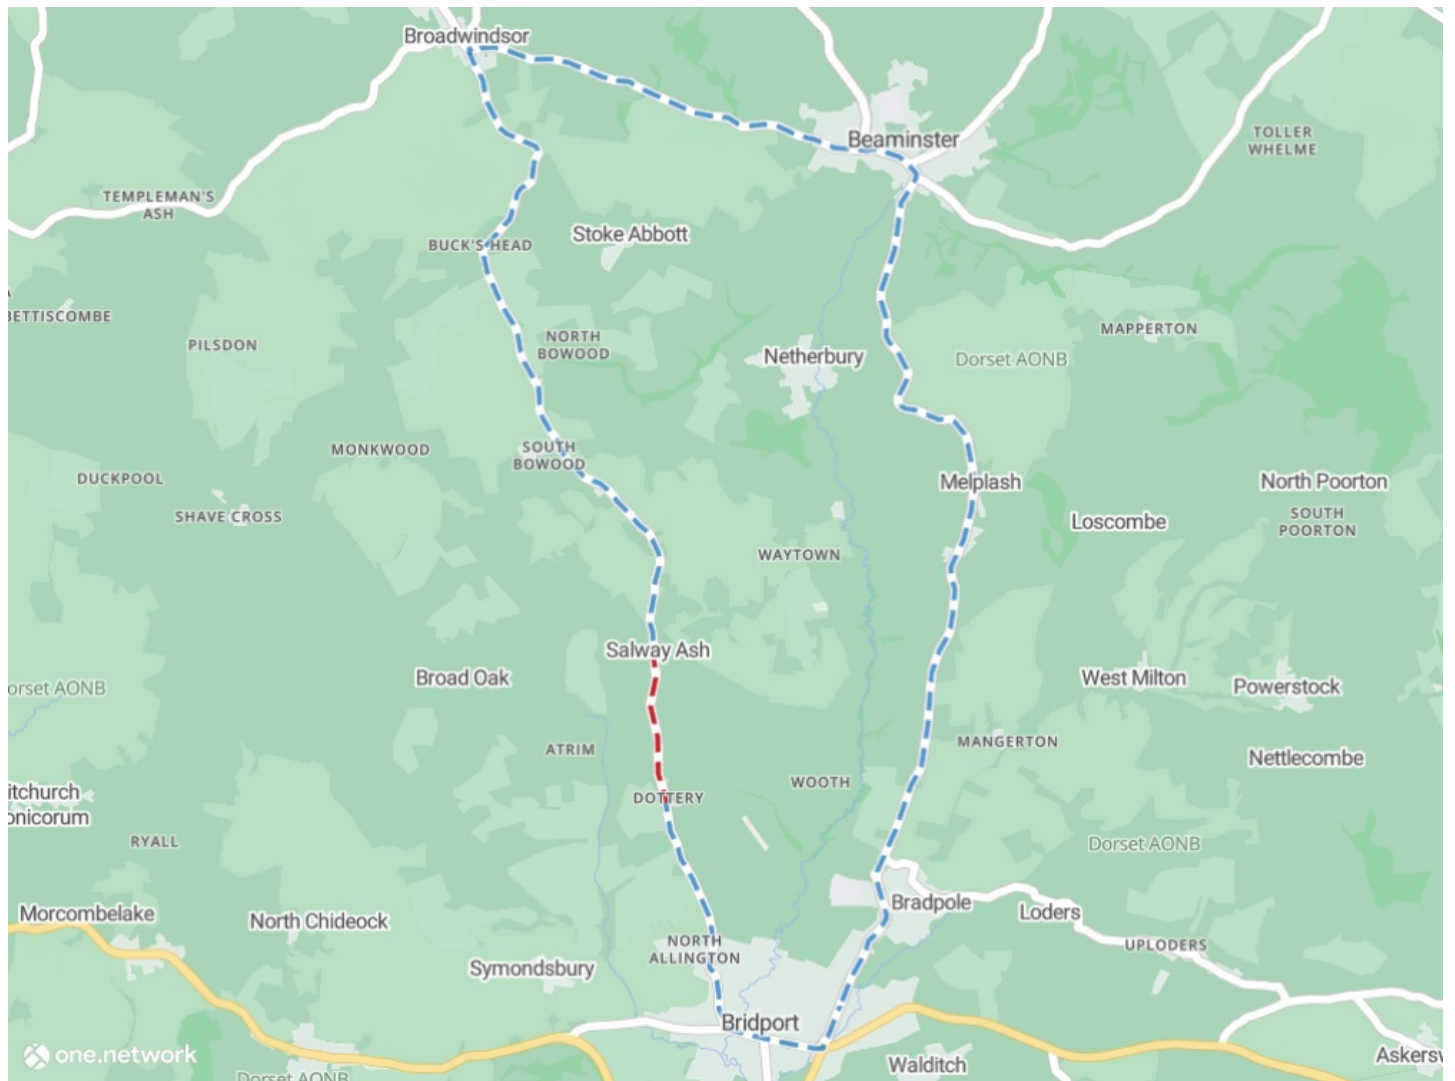 Broadwindsor
Beaminster
TOLLER
WHELME
TEMPLEMAN'S
ASH
Stoke Abbott
BUCK'S HEAD
BETTISCOMBE
MAPPERTON
PILSDON
NORTH
BOWOOD
Netherbury
Dorset AONB
MONKWOOD
SOUTH
BOWOOD
DUCKPOOL
Melplash
North Poorton
SHAVE CROSS
Loscombe
SOUTH
POORTON
WAYTOWN
Salway Ash
Broad Oak
West Milton
Powerstock
orset AONB
ATRIM
MANGERTON
Nettlecombe
WOOTH
itchurch
onicorum
DOTTERY
RYALL
Dorset AONB
Morcombelake
North Chideock
Bradpole
Loders
NORTH
ALLINGTON
UPLODERS
Symondsbury
Bridport
one.network
Walditch
Askersw
Dorset AONB